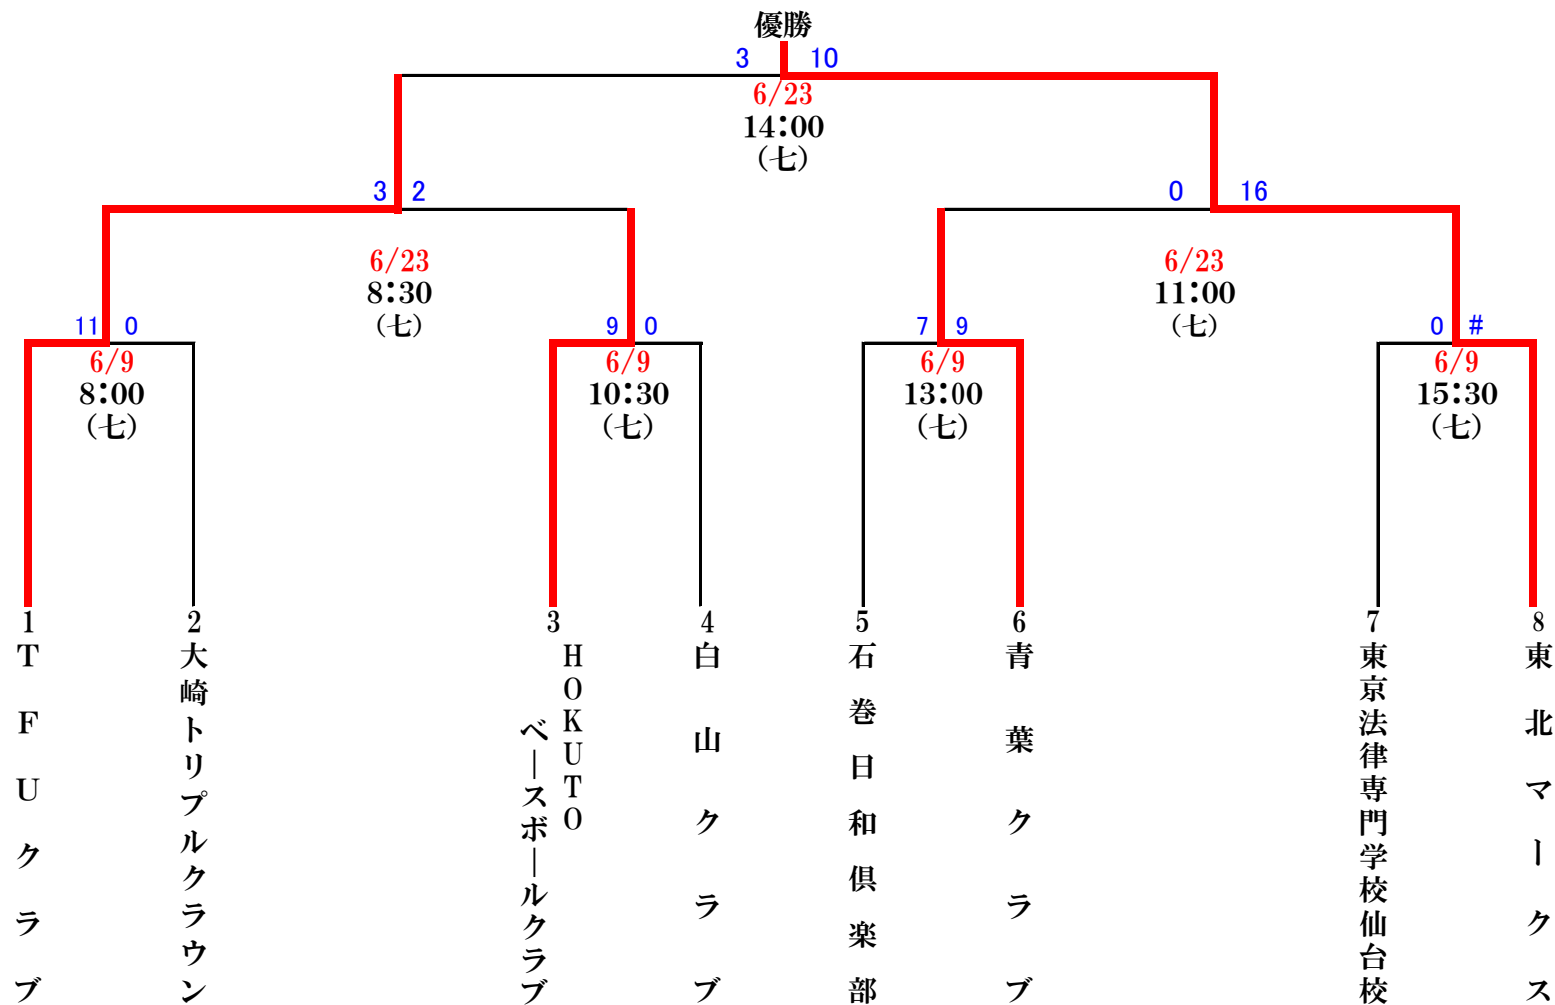 優勝
3 10
6/23
14:00
（七）
3 2
6/23
8:30
（七）
0 16
6/23
11:00
（七）
11 0
6/9
8:00
（七）
9 0
6/9
10:30
（七）
7 9
6/9
13:00
（七）
0 #
6/9
15:30
（七）
1
TFUクラブ
2
大崎トリプルクラウン
3
HOKUTO
ベースボールクラブ
4
白山クラブ
5
石巻日和倶楽部
6
青葉クラブ
7
東京法律専門学校仙台校
8
東北マークス